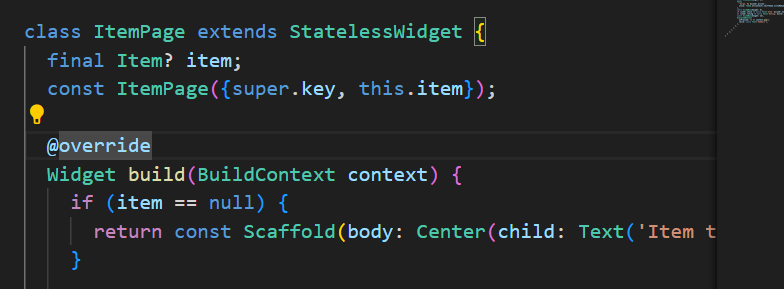 class ItemPage extends StatelessWidget {
final Item? item;
const ItemPage({super.key, this.item});
@override
Widget build(BuildContext context) {
if (item == null) {
return const Scaffold(body: Center(child: Text('Item t
}